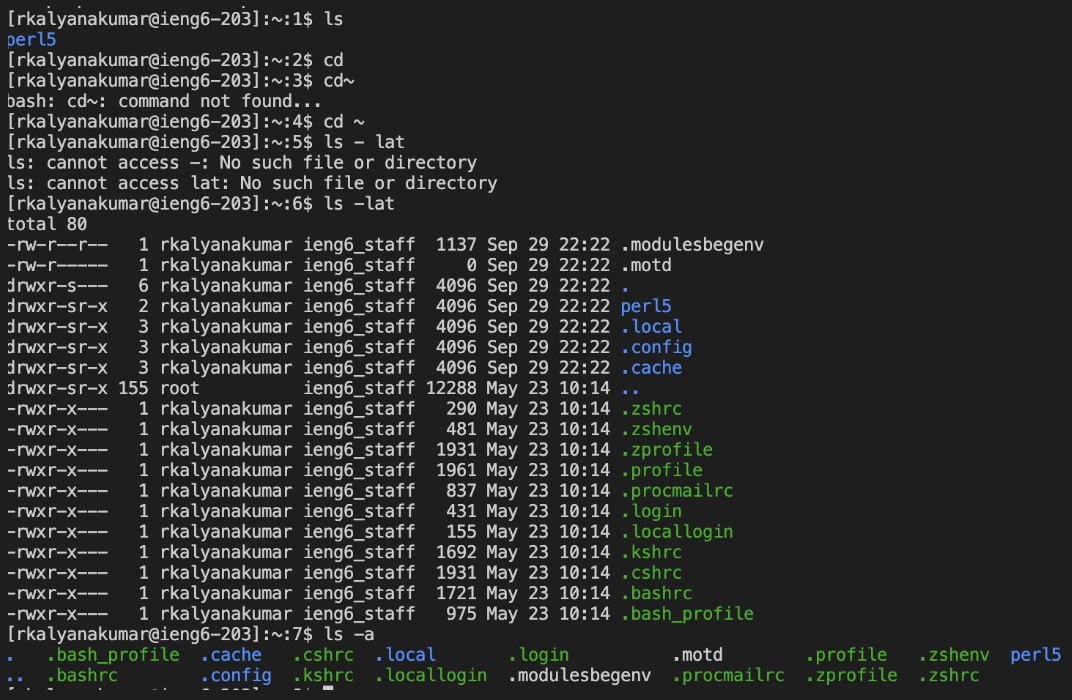 [rkalyanakumar@ieng6-203]:~:1$ ls
perl5
[rkalyanakumar@ieng6-203]:~:2$ cd
[rkalyanakumar@ieng6-203]:~:3$ cd~
bash: cd~: command not found...
[rkalyanakumar@ieng6-203]:~:4$ cd ~
[rkalyanakumar@ieng6-203]:~:5$ ls - lat
ls: cannot access -: No such file or directory
ls: cannot access lat: No such file or directory
[rkalyanakumar@ieng6-203]:~:6$ ls -lat
total 80
-rw-r--r--   1 rkalyanakumar ieng6_staff  1137 Sep 29 22:22 .modulesbegenv
-rw-r-----   1 rkalyanakumar ieng6_staff     0 Sep 29 22:22 .motd
drwxr-s---   6 rkalyanakumar ieng6_staff  4096 Sep 29 22:22 .
drwxr-sr-x   2 rkalyanakumar ieng6_staff  4096 Sep 29 22:22 perl5
drwxr-sr-x   3 rkalyanakumar ieng6_staff  4096 Sep 29 22:22 .local
drwxr-sr-x   3 rkalyanakumar ieng6_staff  4096 Sep 29 22:22 .config
drwxr-sr-x   3 rkalyanakumar ieng6_staff  4096 Sep 29 22:22 .cache
drwxr-sr-x 155 root          ieng6_staff 12288 May 23 10:14 ..
-rwxr-x---   1 rkalyanakumar ieng6_staff   290 May 23 10:14 .zshrc
-rwxr-x---   1 rkalyanakumar ieng6_staff   481 May 23 10:14 .zshenv
-rwxr-x---   1 rkalyanakumar ieng6_staff  1931 May 23 10:14 .zprofile
-rwxr-x---   1 rkalyanakumar ieng6_staff  1961 May 23 10:14 .profile
-rwxr-x---   1 rkalyanakumar ieng6_staff   837 May 23 10:14 .procmailrc
-rwxr-x---   1 rkalyanakumar ieng6_staff   431 May 23 10:14 .login
-rwxr-x---   1 rkalyanakumar ieng6_staff   155 May 23 10:14 .locallogin
-rwxr-x---   1 rkalyanakumar ieng6_staff  1692 May 23 10:14 .kshrc
-rwxr-x---   1 rkalyanakumar ieng6_staff  1931 May 23 10:14 .cshrc
-rwxr-x---   1 rkalyanakumar ieng6_staff  1721 May 23 10:14 .bashrc
-rwxr-x---   1 rkalyanakumar ieng6_staff   975 May 23 10:14 .bash_profile
[rkalyanakumar@ieng6-203]:~:7$ ls -a
.   .bash_profile  .cache   .cshrc  .local       .login          .motd        .profile   .zshenv  perl5
..  .bashrc        .config  .kshrc  .locallogin  .modulesbegenv  .procmailrc  .zprofile  .zshrc